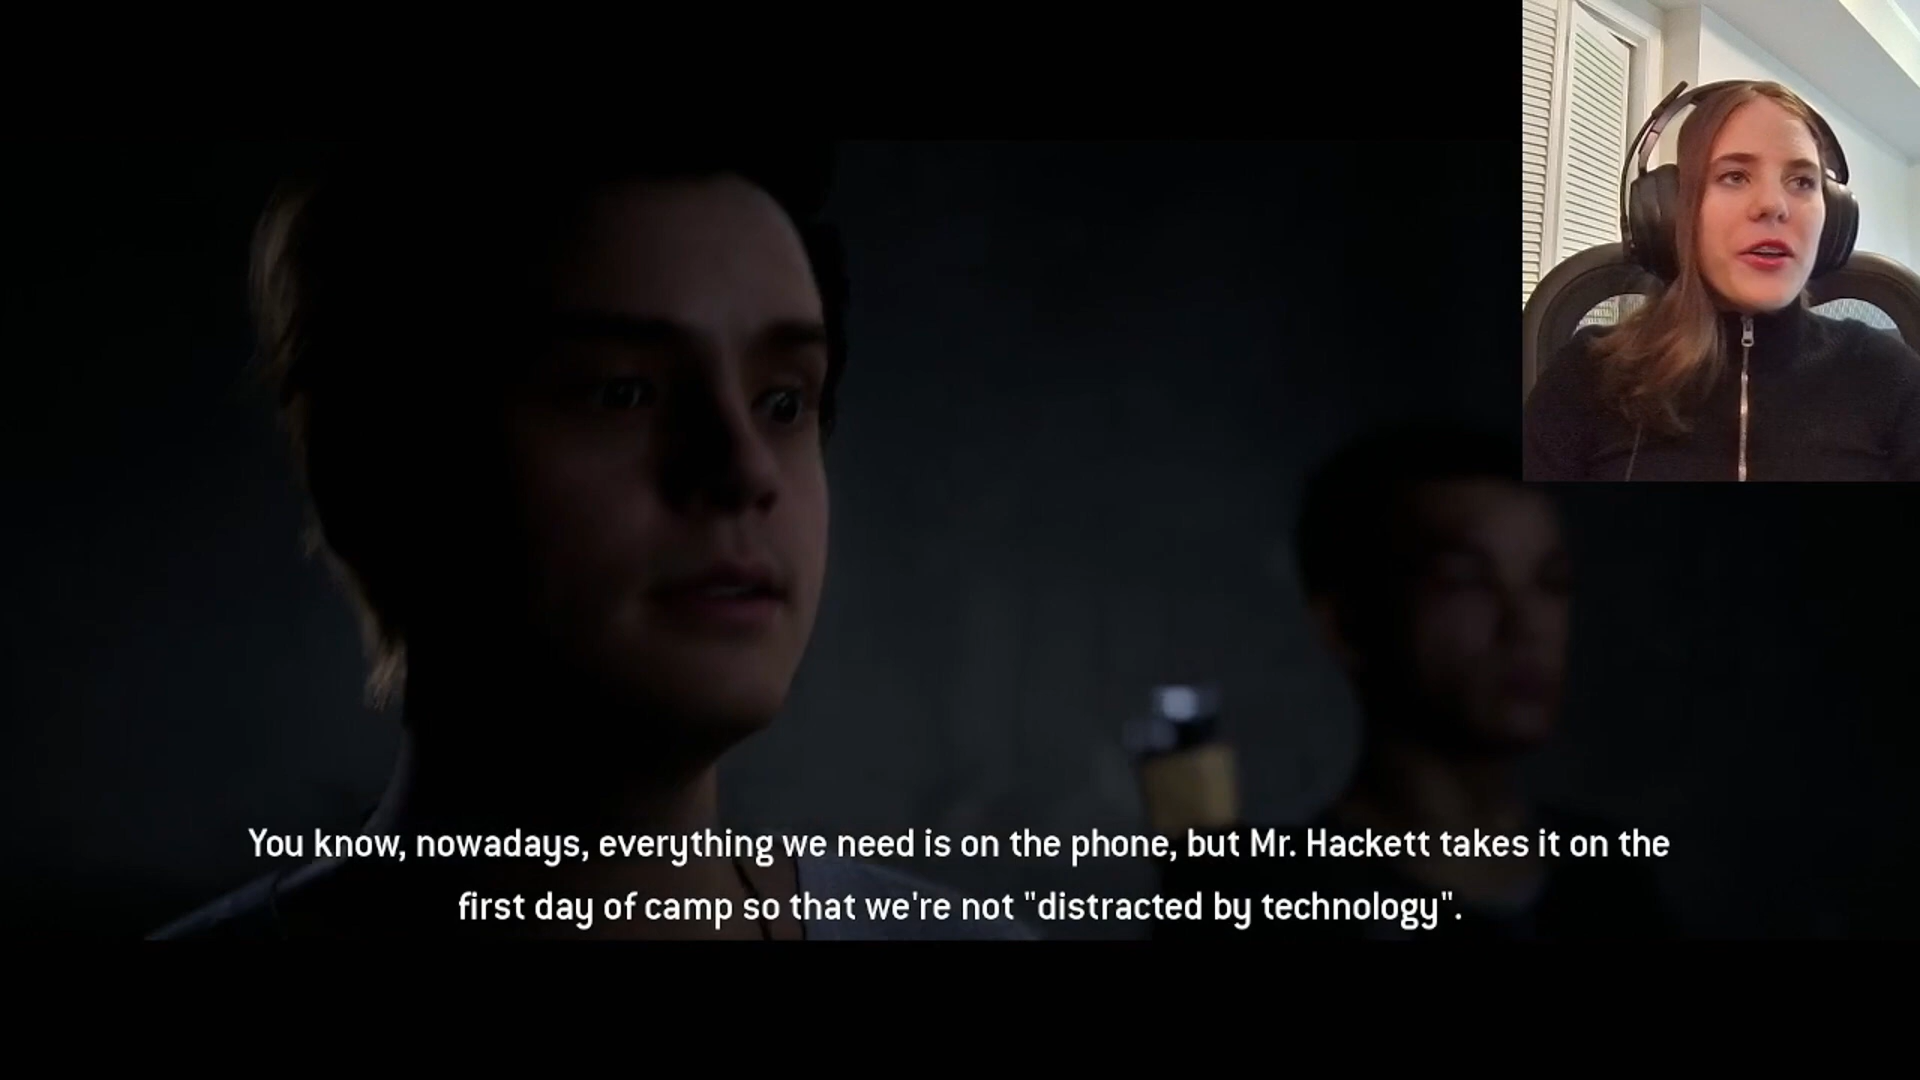 You know, nowadays, everything we need is on the phone, but Mr. Hackett takes it on the
first day of camp so that we're not "distracted by technology".